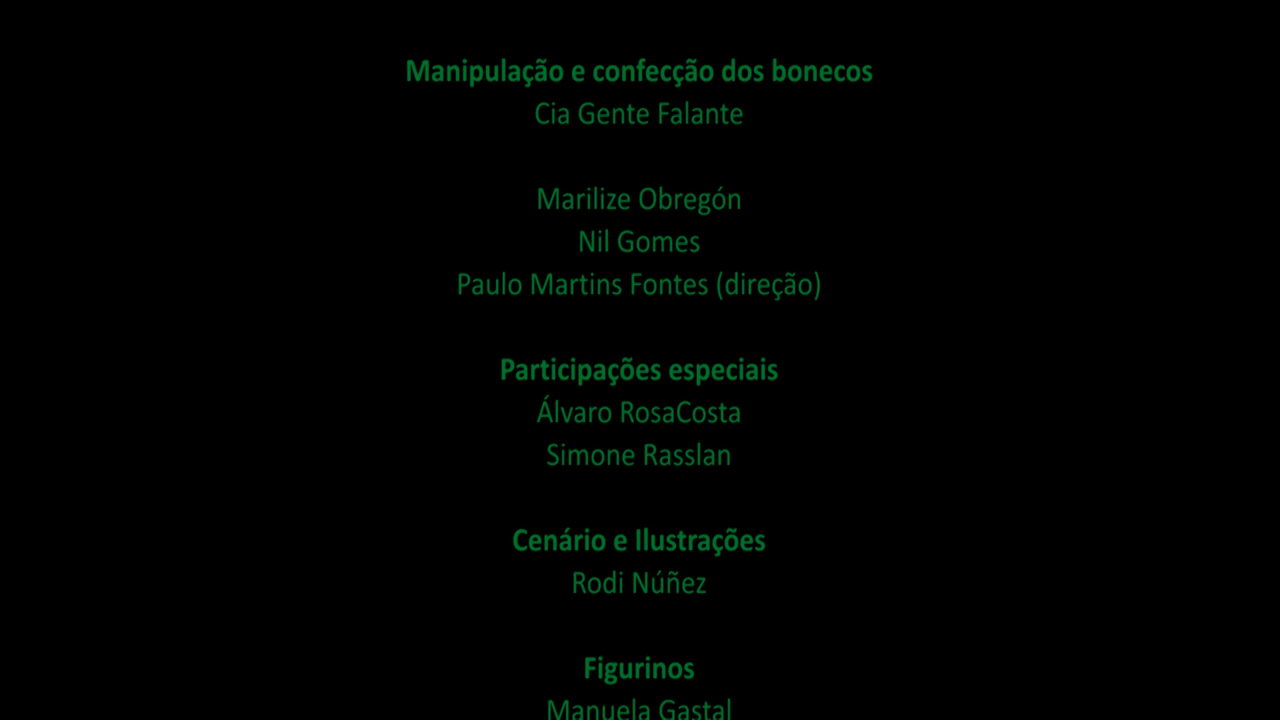 Manipulação e confecção dos bonecos
Cia Gente Falante
Marilize Obregón
Nil Gomes
Paulo Martins Fontes (direção)
Participações especiais
Álvaro RosaCosta
Simone Rasslan
Cenário e Ilustrações
Rodi Núñez
Figurinos
Manuela Gastal